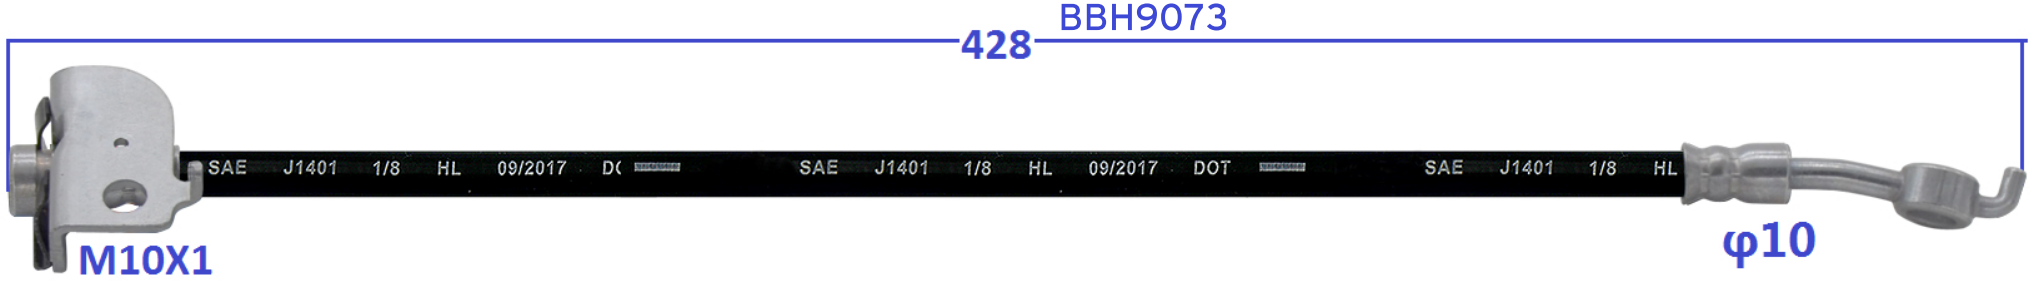 BBH9073
428
SAE J1401 1/8 HL 09/2017 SAE J1401 1/8 HL 09/2017 DOT SAE J1401 1/8 HL
M10X1
φ10